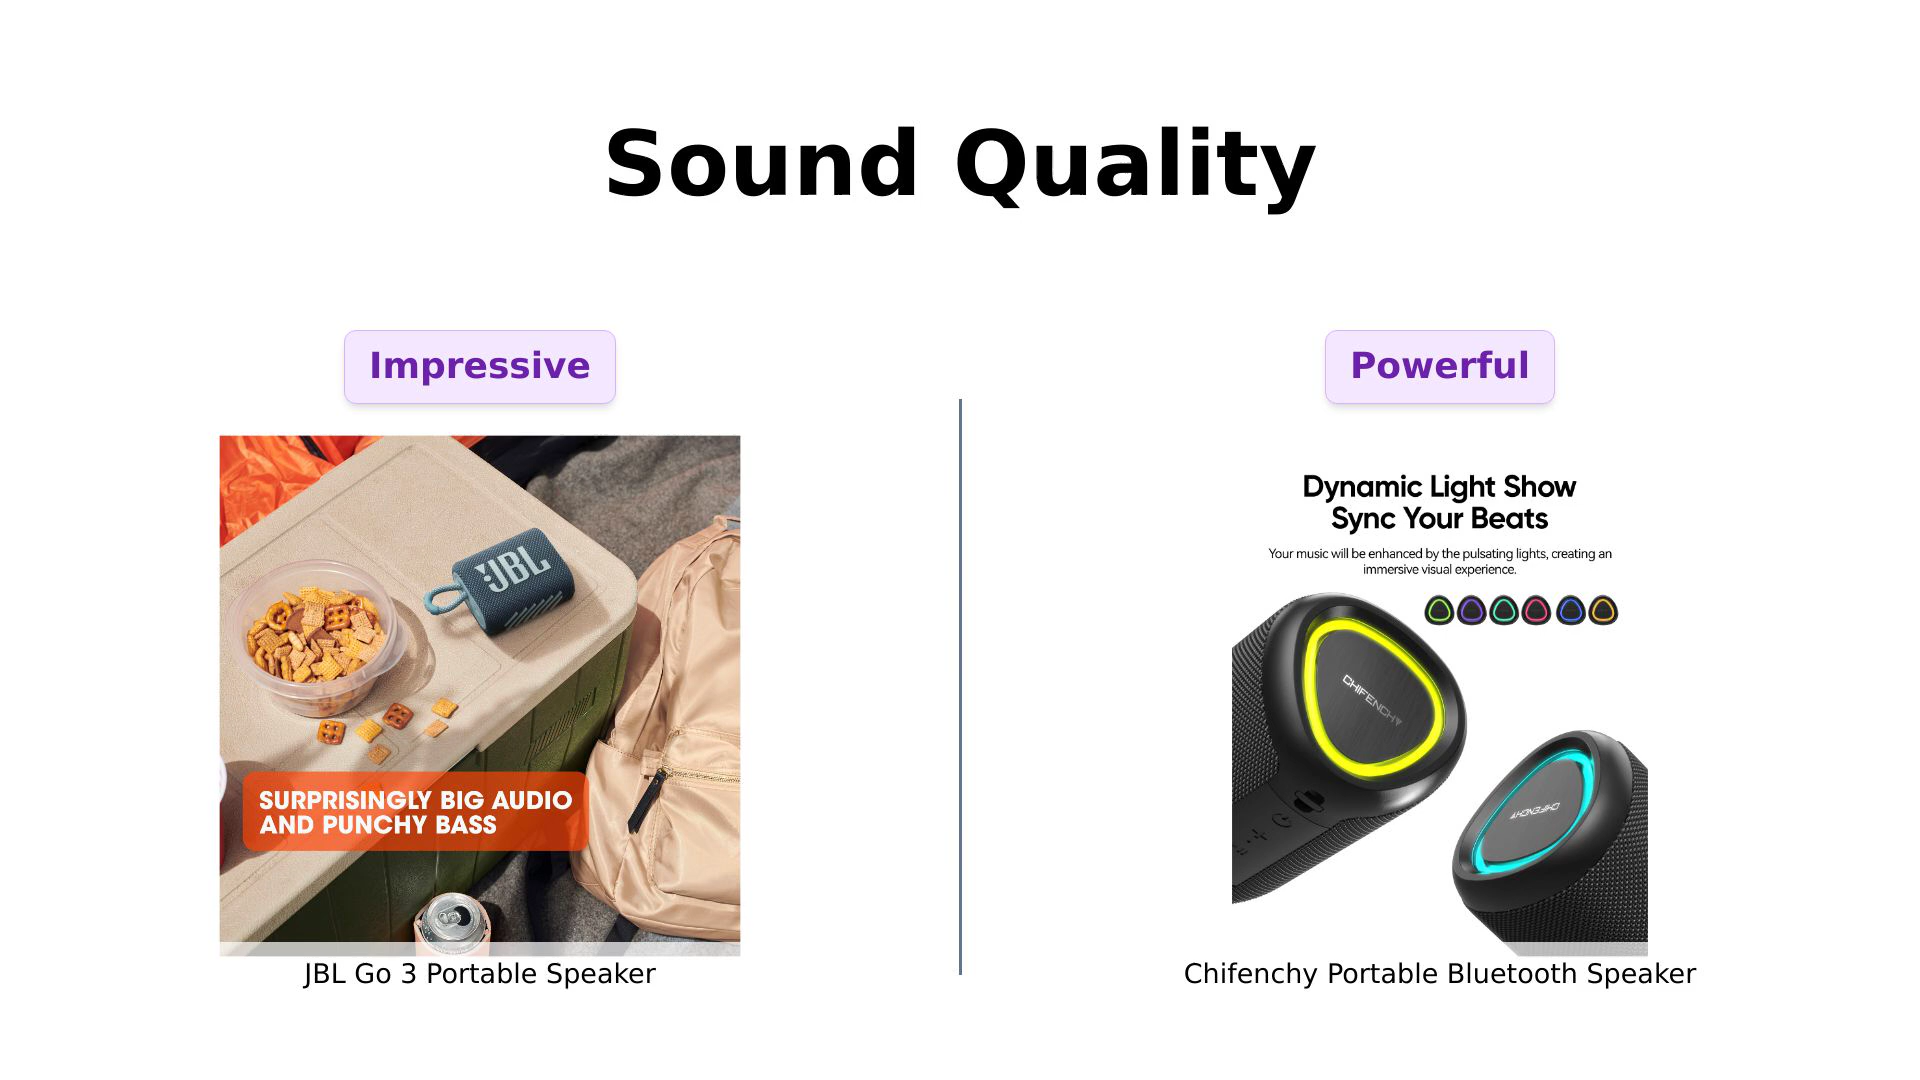 Sound Quality
Impressive
JBL
SURPRISINGLY BIG AUDIO
AND PUNCHY BASS
JBL Go 3 Portable Speaker
Powerful
Dynamic Light Show
Sync Your Beats
Your music will be enhanced by the pulsating lights, creating an
immersive visual experience.
CHIFENCHY
CHIFENCHY
Chifenchy Portable Bluetooth Speaker